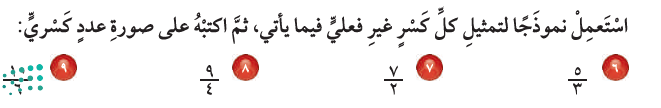 اسْتَعمِلْ نموذَجًا لتمثيلِ كلِّ كَسْرٍ غيرِ فعليٍّ فيما يأتي، ثمَّ اكتبْهُ على صورةِ عددٍ كَسْريٍّ:
٦ ٥/٣ ٧ ٧/٢ ٨ ٩/٤ ٩